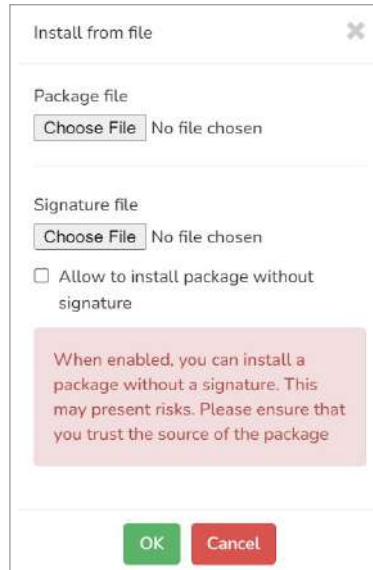 Install from file
Package file
Choose File No file chosen
Signature file
Choose File No file chosen
Allow to install package without
signature
When enabled, you can install a
package without a signature. This
may present risks. Please ensure that
you trust the source of the package
OK Cancel